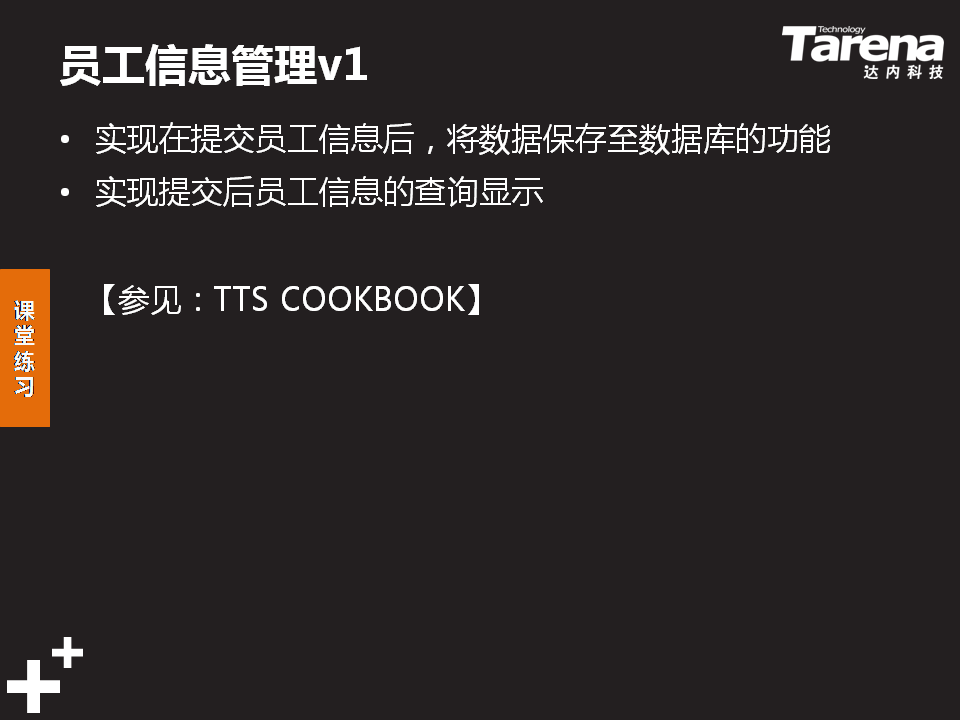 员工信息管理v1
Technology
Tarena
达内科技
• 实现在提交员工信息后，将数据保存至数据库的功能
• 实现提交后员工信息的查询显示
【参见：TTS COOKBOOK】
课堂练习